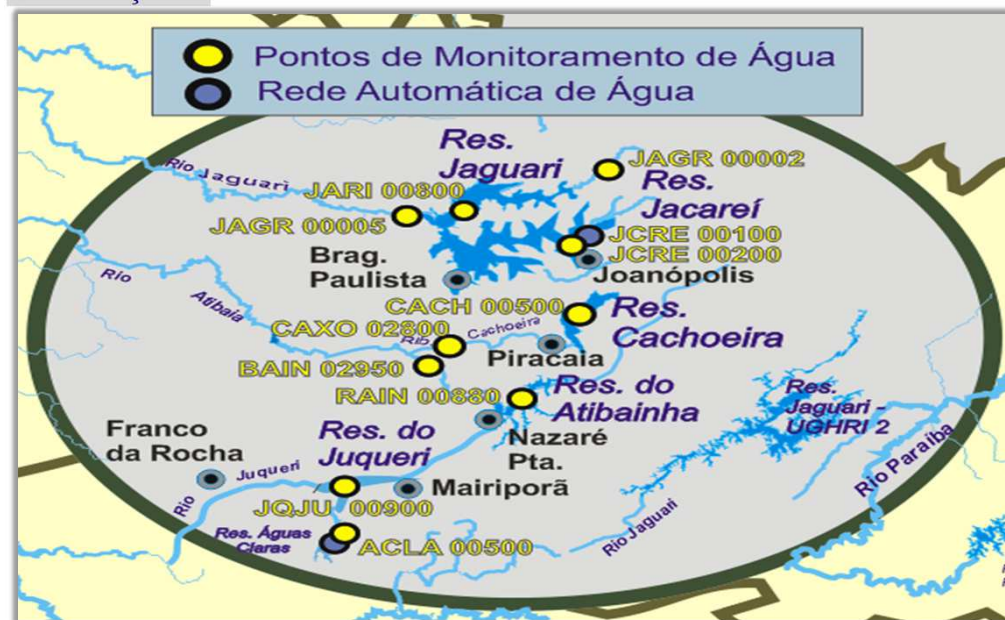 Pontos de Monitoramento de Água
Rede Automática de Água
Res.
Jaguari
JAGR 00002
Rio Jaguari
JARI 00800
Res.
Jacareí
JAGR 00005
JCRE 00100
JCRE 00200
Brag.
Paulista
Joanópolis
Rio
Atibaia
CACH 00500
Res.
Cachoeira
CAXO 02800
Rib. Cachoeira
Piracaia
BAIN 02950
RAIN 00880
Res. do
Atibainha
Res.
Jaguari -
UGHRI 2
Franco
da Rocha
Res. do
Juqueri
Nazaré
Pta.
Rio Paraíba
Rio Juqueri
Mairiporã
JQJU 00900
Rio Jaguari
Res. Águas
Claras
ACLA 00500